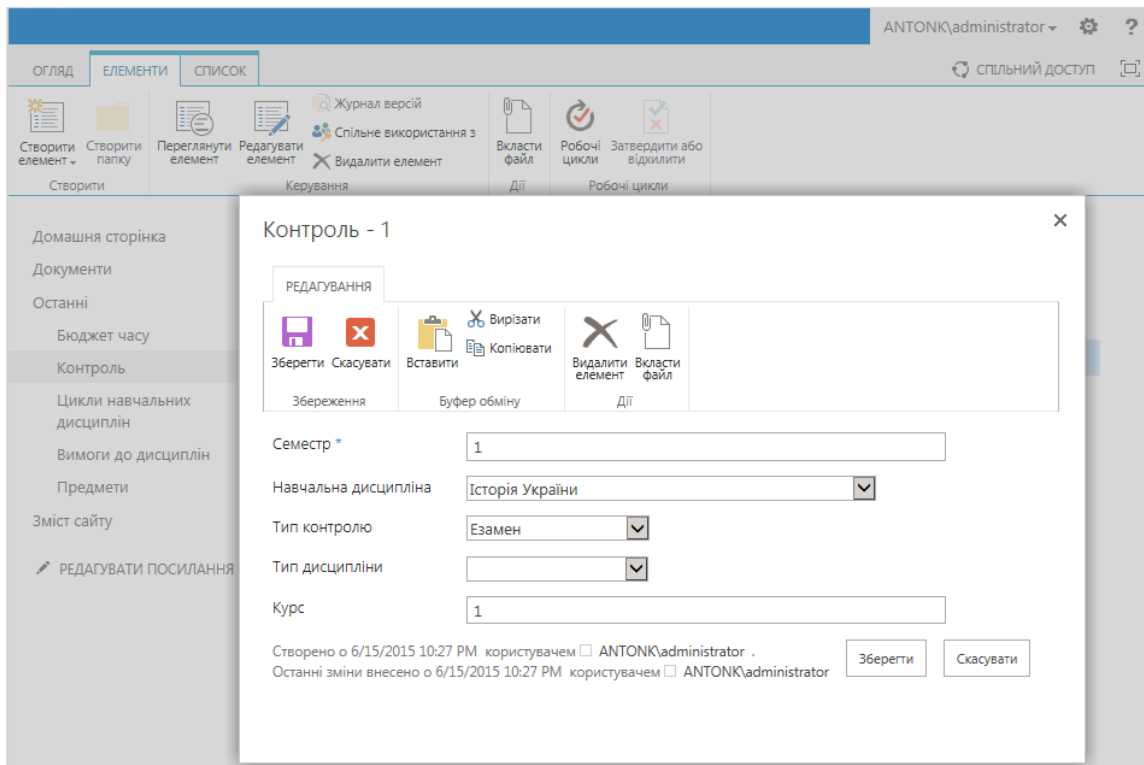 ANTONK\administrator
?
ОГЛЯД ЕЛЕМЕНТИ СПИСОК СПІЛЬНИЙ ДОСТУП
Створити елемент
Створити папку
Створити
Переглянути елемент
Редагувати елемент
Журнал версій
Спільне використання з
Видалити елемент
Керування
Вкласти файл
Дії
Робочі цикли
Затвердити або відхилити
Робочі цикли
Домашня сторінка
Документи
Останні
Бюджет часу
Контроль
Цикли навчальних
дисциплін
Вимоги до дисциплін
Предмети
Зміст сайту
РЕДАГУВАТИ ПОСИЛАННЯ
Контроль - 1
РЕДАГУВАННЯ
Зберегти Скасувати
Збереження
Вставити
Вирізати
Копіювати
Буфер обміну
Видалити елемент
Вкласти файл
Дії
Семестр * 1
Навчальна дисципліна Історія України
Тип контролю Езамен
Тип дисципліни
Курс 1
Створено о 6/15/2015 10:27 PM користувачем ANTONK\administrator .
Останні зміни внесено о 6/15/2015 10:27 PM користувачем ANTONK\administrator
Зберегти Скасувати